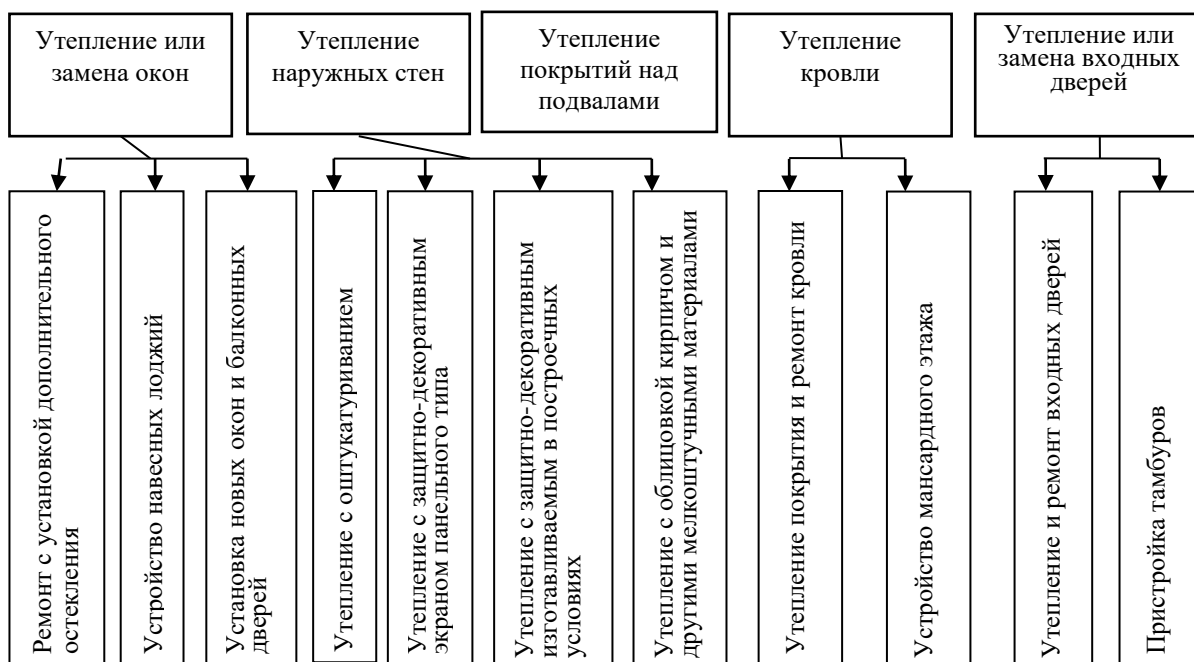 Утепление или
замена окон
Утепление
наружных стен
Утепление
покрытий над
подвалами
Утепление
кровли
Утепление или
замена входных
дверей
Ремонт с установкой дополнительного
остекления
Устройство навесных лоджий
Установка новых окон и балконных
дверей
Утепление с оштукатуриванием
Утепление с защитно-декоративным
экраном панельного типа
Утепление с защитно-декоративным
изготавливаемым в построечных
условиях
Утепление с облицовкой кирпичом и
другими мелкоштучными материалами
Утепление покрытия и ремонт кровли
Устройство мансардного этажа
Утепление и ремонт входных дверей
Пристройка тамбуров